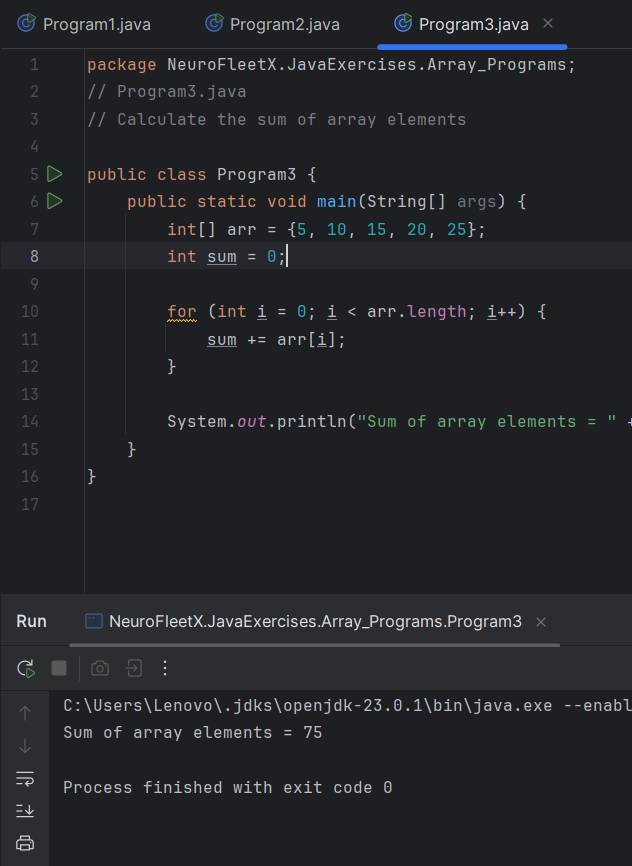 Program1.java Program2.java Program3.java
1 package NeuroFleetX.JavaExercises.Array_Programs;
2 // Program3.java
3 // Calculate the sum of array elements
4
5 public class Program3 {
6     public static void main(String[] args) {
7         int[] arr = {5, 10, 15, 20, 25};
8         int sum = 0;
9
10         for (int i = 0; i < arr.length; i++) {
11             sum += arr[i];
12         }
13
14         System.out.println("Sum of array elements = " +
15     }
16 }
17
Run NeuroFleetX.JavaExercises.Array_Programs.Program3
C:\Users\Lenovo\.jdks\openjdk-23.0.1\bin\java.exe --enabl
Sum of array elements = 75
Process finished with exit code 0